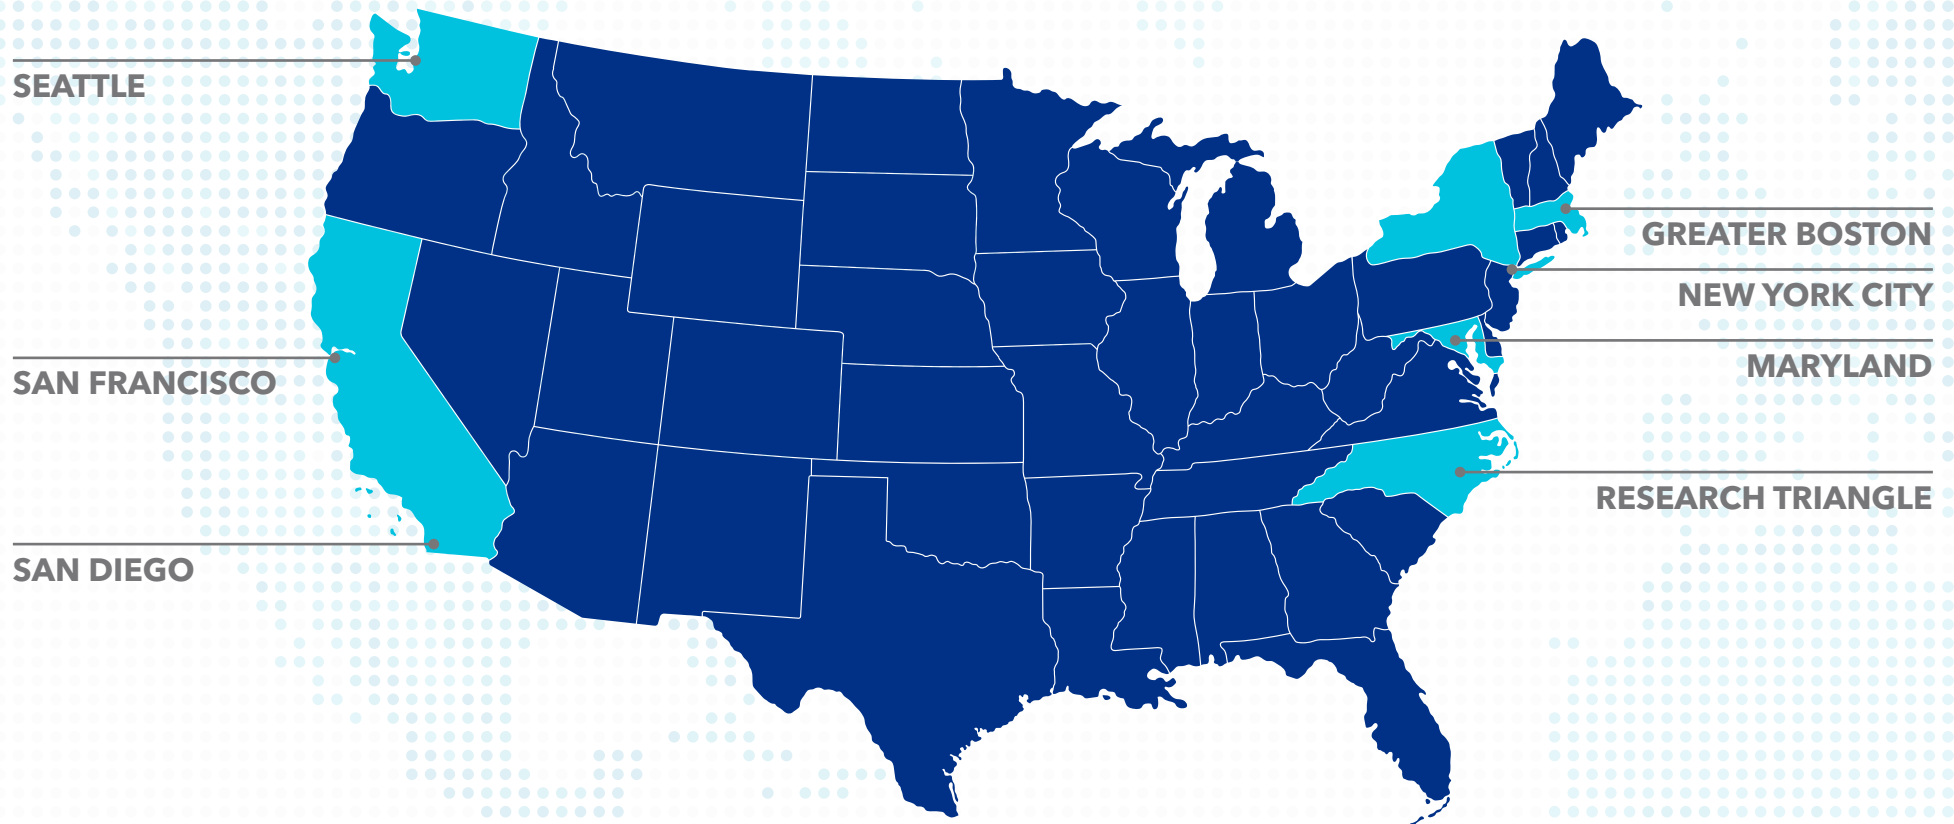 SEATTLE
SAN FRANCISCO
SAN DIEGO
GREATER BOSTON
NEW YORK CITY
MARYLAND
RESEARCH TRIANGLE